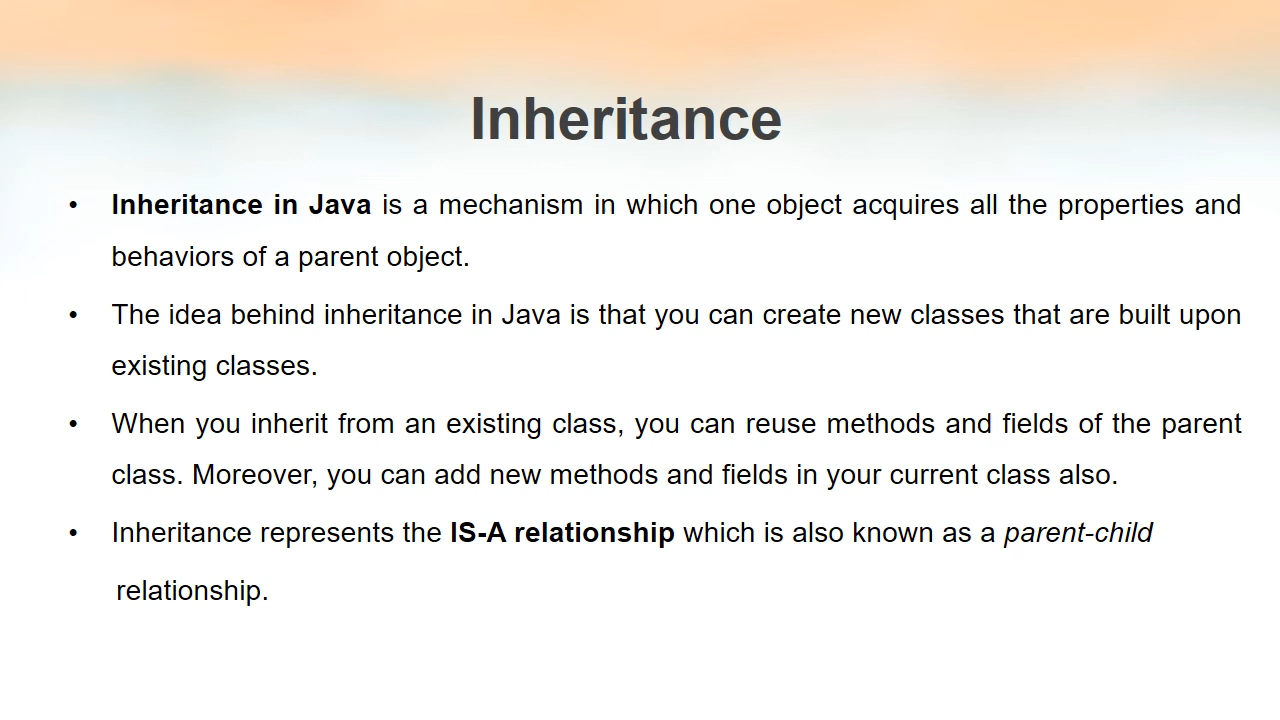 Inheritance
• Inheritance in Java is a mechanism in which one object acquires all the properties and
behaviors of a parent object.
• The idea behind inheritance in Java is that you can create new classes that are built upon
existing classes.
• When you inherit from an existing class, you can reuse methods and fields of the parent
class. Moreover, you can add new methods and fields in your current class also.
• Inheritance represents the IS-A relationship which is also known as a parent-child
relationship.